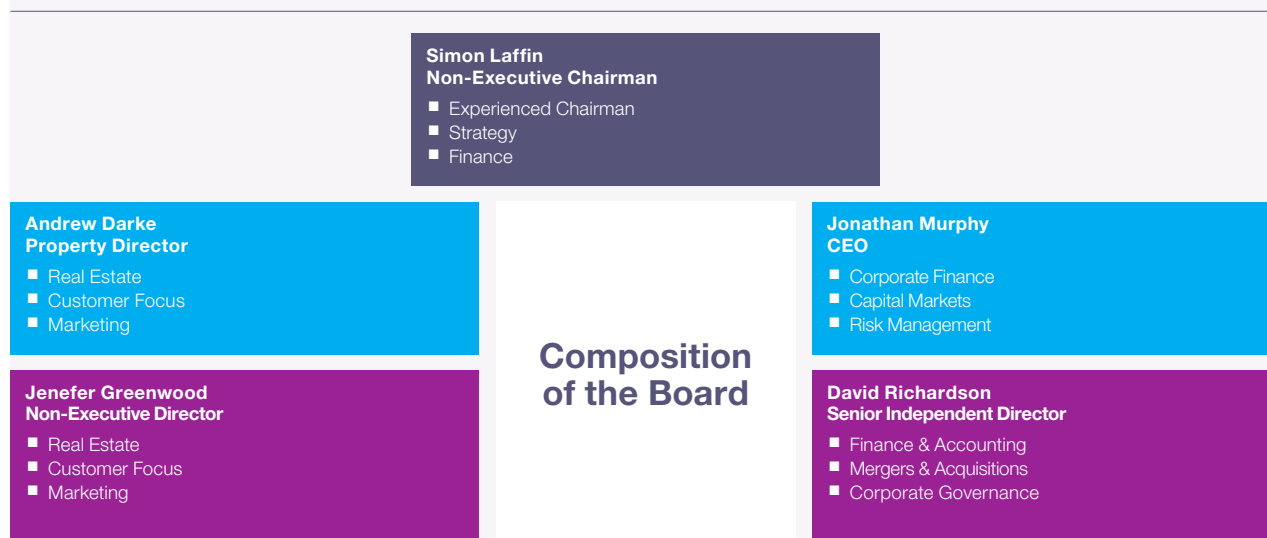 Simon Laffin
Non-Executive Chairman
■ Experienced Chairman
■ Strategy
■ Finance
Andrew Darke
Property Director
■ Real Estate
■ Customer Focus
■ Marketing
Jonathan Murphy
CEO
■ Corporate Finance
■ Capital Markets
■ Risk Management
Composition
of the Board
Jenefer Greenwood
Non-Executive Director
■ Real Estate
■ Customer Focus
■ Marketing
David Richardson
Senior Independent Director
■ Finance & Accounting
■ Mergers & Acquisitions
■ Corporate Governance